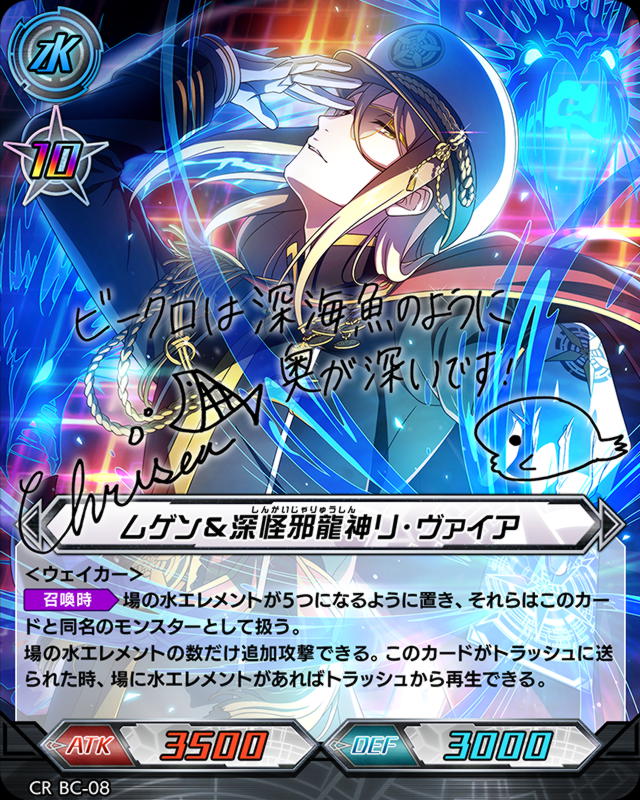 水
10
ビークロは深海魚のように
奥が深いです!
Chrisea
しんかいじゃりゅうしん
ムゲン&深怪邪龍神リ・ヴァイア
<ウェイカー>
召喚時 場の水エレメントが5つになるように置き、それらはこのカー
ドと同名のモンスターとして扱う。
場の水エレメントの数だけ追加攻撃できる。このカードがトラッシュに送
られた時、場に水エレメントがあればトラッシュから再生できる。
ATK 3500 DEF 3000
CR BC-08